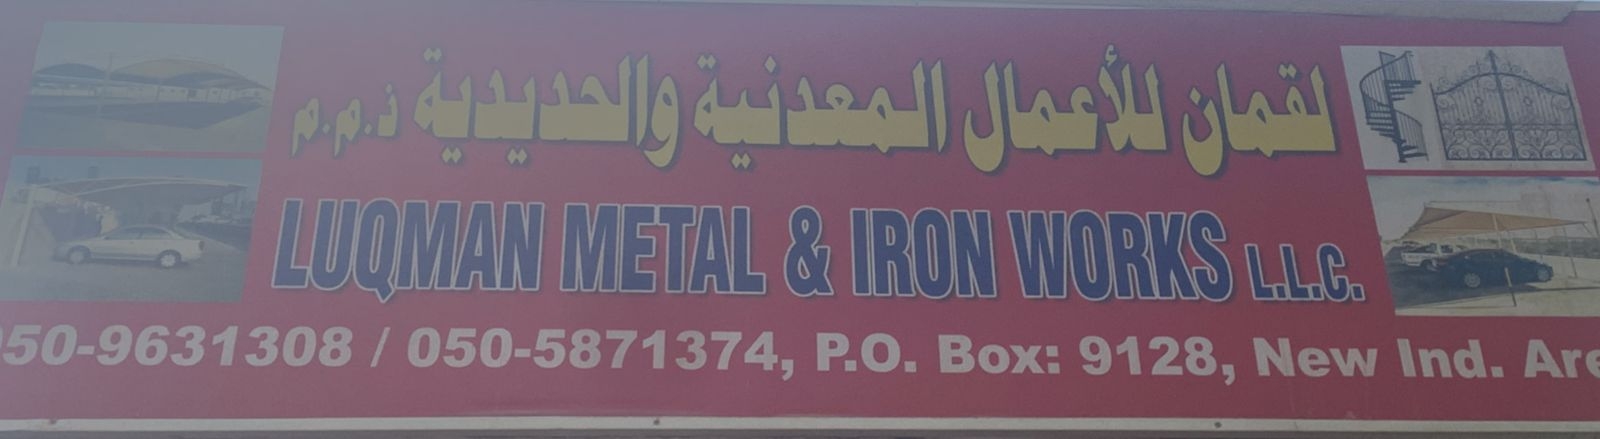 لقمان للأعمال المعدنية والحديدية ذ.م.م
LUQMAN METAL & IRON WORKS L.L.C.
050-9631308 / 050-5871374, P.O. Box: 9128, New Ind.